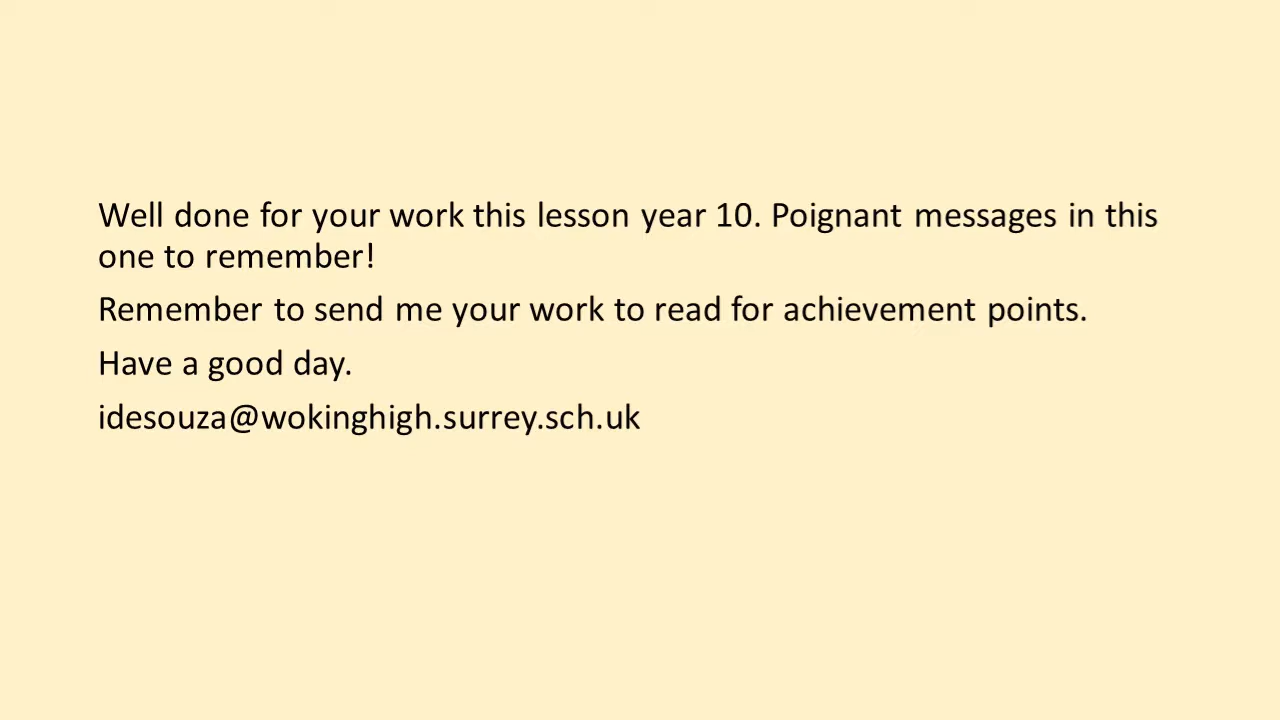 Well done for your work this lesson year 10. Poignant messages in this
one to remember!
Remember to send me your work to read for achievement points.
Have a good day.
idesouza@wokinghigh.surrey.sch.uk